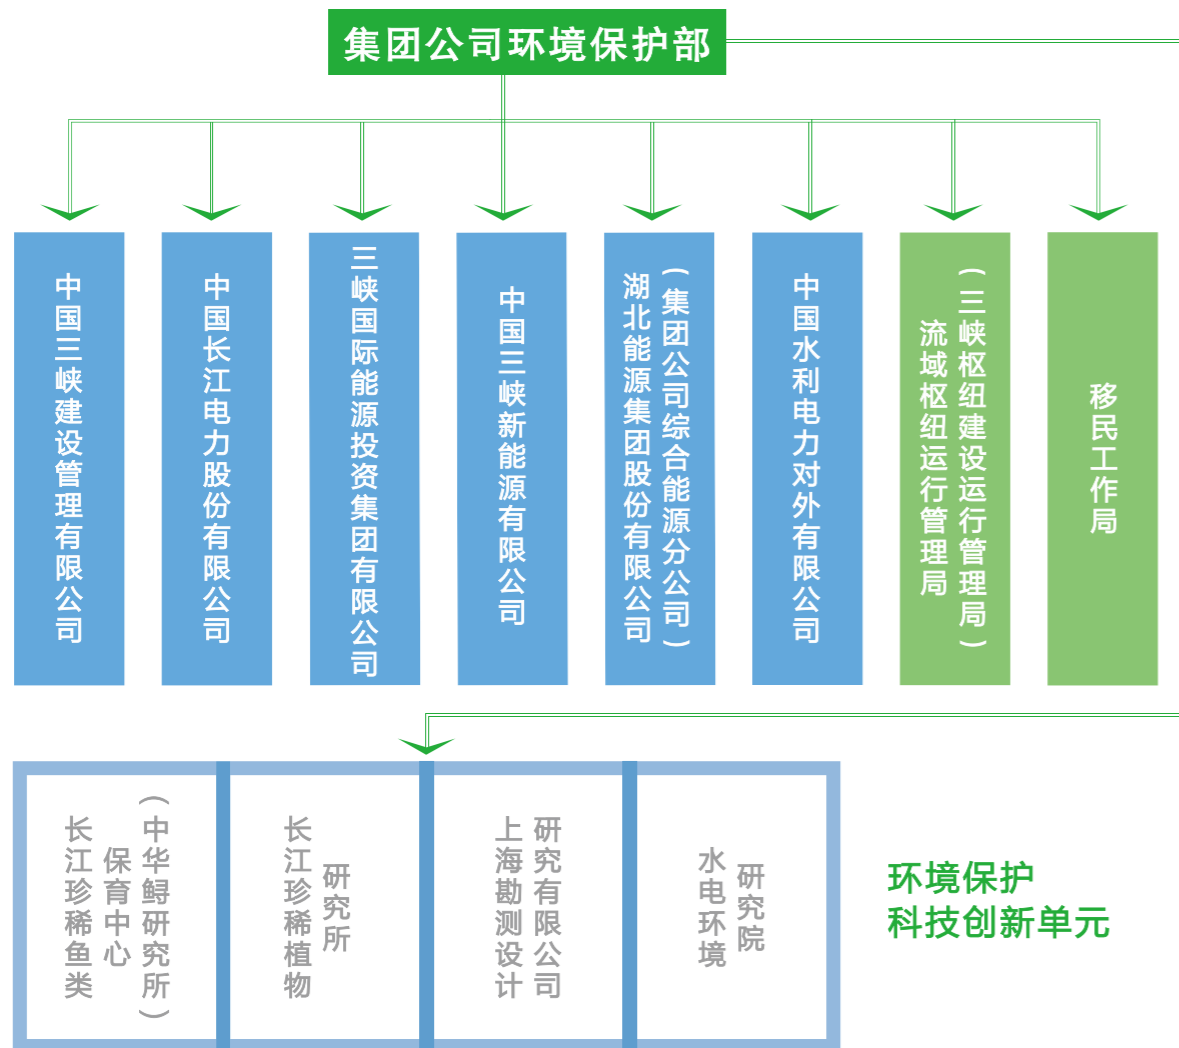 集团公司环境保护部
中国三峡建设管理有限公司
中国长江电力股份有限公司
三峡国际能源投资集团有限公司
中国三峡新能源有限公司
湖北能源集团股份有限公司
(集团公司综合能源分公司)
中国水利电力对外有限公司
流域枢纽运行管理局
(三峡枢纽建设运行管理局)
移民工作局
长江珍稀鱼类
保育中心
(中华鲟研究所)
长江珍稀植物
研究所
上海勘测设计
研究有限公司
水电环境
研究院
环境保护
科技创新单元